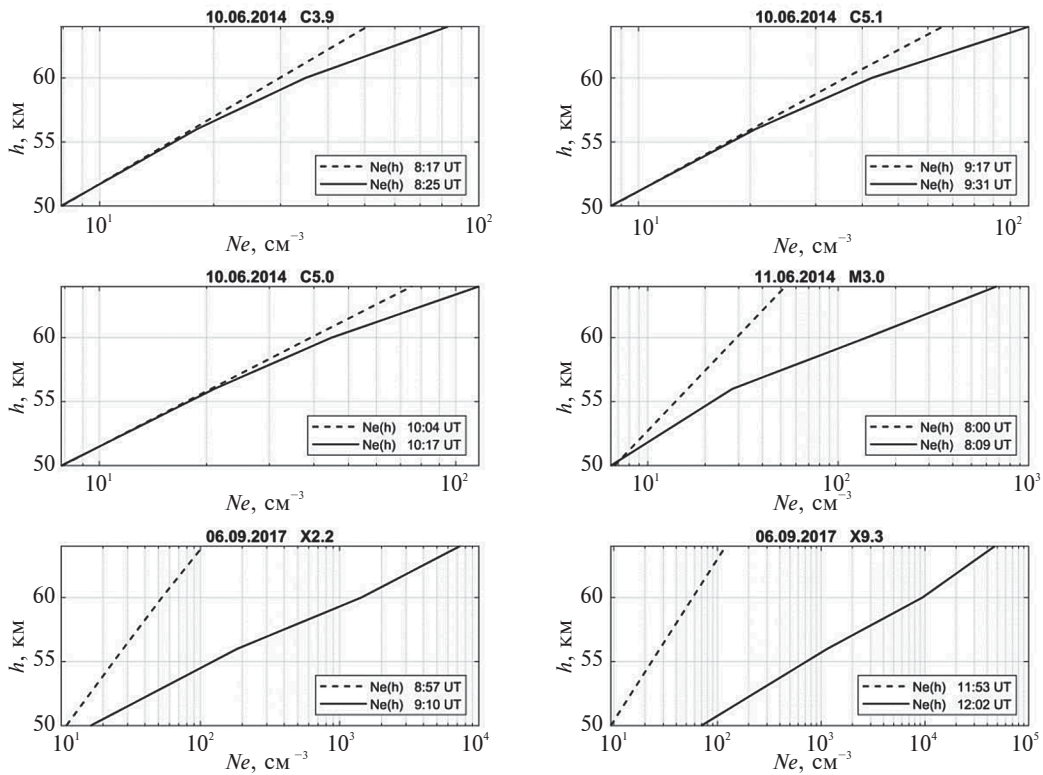 10.06.2014 C3.9
h, км
60
55
50
10¹
10²
Ne, см⁻³
Ne(h) 8:17 UT
Ne(h) 8:25 UT
10.06.2014 C5.1
h, км
60
55
50
10¹
10²
Ne, см⁻³
Ne(h) 9:17 UT
Ne(h) 9:31 UT
10.06.2014 C5.0
h, км
60
55
50
10¹
10²
Ne, см⁻³
Ne(h) 10:04 UT
Ne(h) 10:17 UT
11.06.2014 M3.0
h, км
60
55
50
10¹
10²
10³
Ne, см⁻³
Ne(h) 8:00 UT
Ne(h) 8:09 UT
06.09.2017 X2.2
h, км
60
55
50
10¹
10²
10³
10⁴
Ne, см⁻³
Ne(h) 8:57 UT
Ne(h) 9:10 UT
06.09.2017 X9.3
h, км
60
55
50
10¹
10²
10³
10⁴
10⁵
Ne, см⁻³
Ne(h) 11:53 UT
Ne(h) 12:02 UT